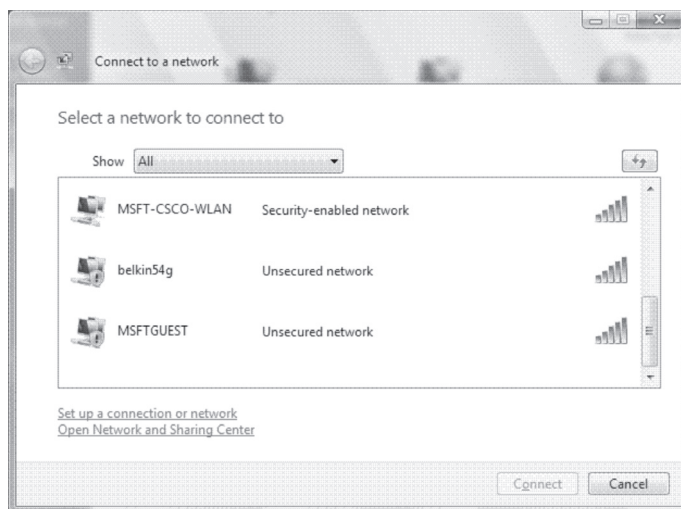 Connect to a network
Select a network to connect to
Show All
MSFT-CSCO-WLAN Security-enabled network
belkin54g Unsecured network
MSFTGUEST Unsecured network
Set up a connection or network
Open Network and Sharing Center
Connect Cancel